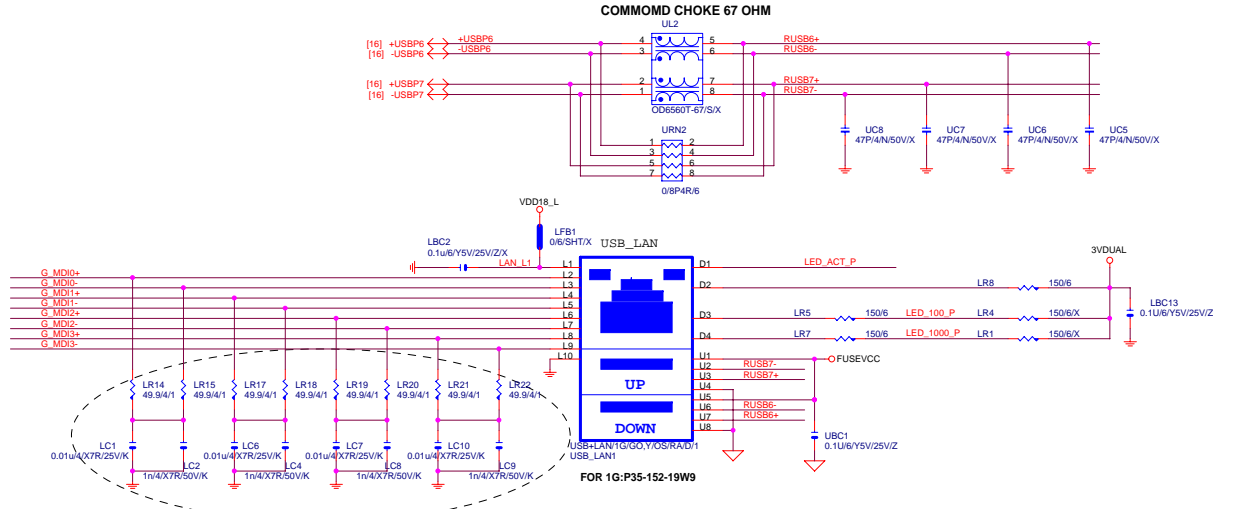 COMMOMD CHOKE 67 OHM
UL2
[16] +USBP6 +USBP6 4 5 RUSB6+
[16] -USBP6 -USBP6 3 6 RUSB6-
[16] +USBP7 2 7 RUSB7+
[16] -USBP7 1 8 RUSB7-
OD6560T-67/S/X
URN2
1 2
3 4
5 6
7 8
0/8P4R/6
UC8
47P/4/N/50V/X
UC7
47P/4/N/50V/X
UC6
47P/4/N/50V/X
UC5
47P/4/N/50V/X
VDD18_L
LFB1
0/6/SHT/X
LBC2
0.1u/6/Y5V/25V/Z/X
LAN_L1
USB_LAN
G_MDI0+
G_MDI0-
G_MDI1+
G_MDI1-
G_MDI2+
G_MDI2-
G_MDI3+
G_MDI3-
L1
L2
L3
L4
L5
L6
L7
L8
L9
L10
D1 LED_ACT_P
D2 LR8 150/6
D3 LR5 150/6 LED_100_P LR4 150/6/X
D4 LR7 150/6 LED_1000_P LR1 150/6/X
3VDUAL
LBC13
0.1U/6/Y5V/25V/Z
U1 FUSEVCC
U2 RUSB7-
U3 RUSB7+
U4
U5
U6 RUSB6-
U7 RUSB6+
U8
UP
DOWN
UBC1
0.1U/6/Y5V/25V/Z
LR14
49.9/4/1
LR15
49.9/4/1
LR17
49.9/4/1
LR18
49.9/4/1
LR19
49.9/4/1
LR20
49.9/4/1
LR21
49.9/4/1
LR22
49.9/4/1
LC1
0.01u/4/X7R/25V/K
LC2
1n/4/X7R/50V/K
LC6
0.01u/4/X7R/25V/K
LC4
1n/4/X7R/50V/K
LC7
0.01u/4/X7R/25V/K
LC8
1n/4/X7R/50V/K
LC10
0.01u/4/X7R/25V/K
LC9
1n/4/X7R/50V/K
USB+LAN/1G/GO,Y/OS/RA/D/1
USB_LAN1
FOR 1G:P35-152-19W9